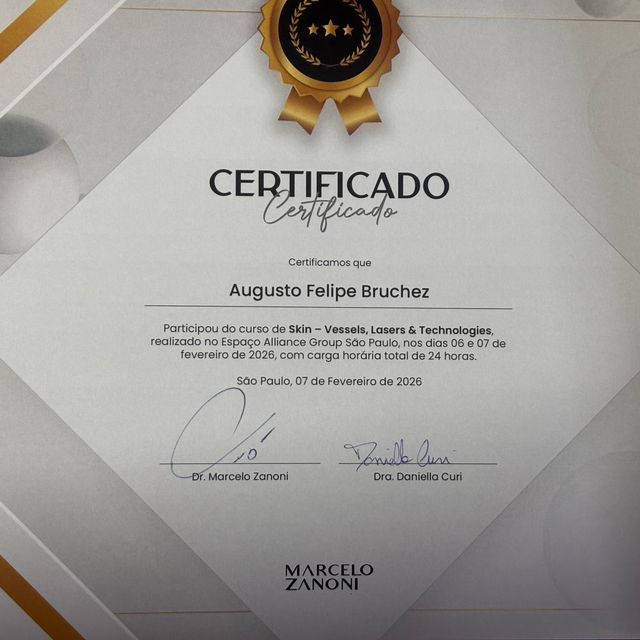 CERTIFICADO
Certificado
Certificamos que
Augusto Felipe Bruchez
Participou do curso de Skin – Vessels, Lasers & Technologies,
realizado no Espaço Alliance Group São Paulo, nos dias 06 e 07 de
fevereiro de 2026, com carga horária total de 24 horas.
São Paulo, 07 de Fevereiro de 2026
Daniella Curi
Dr. Marcelo Zanoni
Dra. Daniella Curi
MARCELO
ZANONI